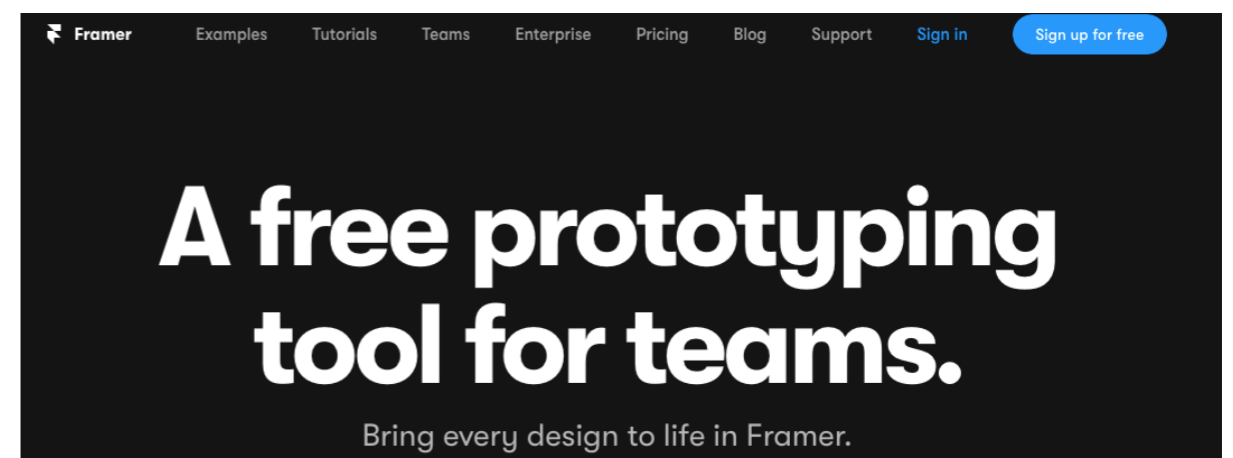 Framer Examples Tutorials Teams Enterprise Pricing Blog Support Sign in Sign up for free
A free prototyping
tool for teams.
Bring every design to life in Framer.